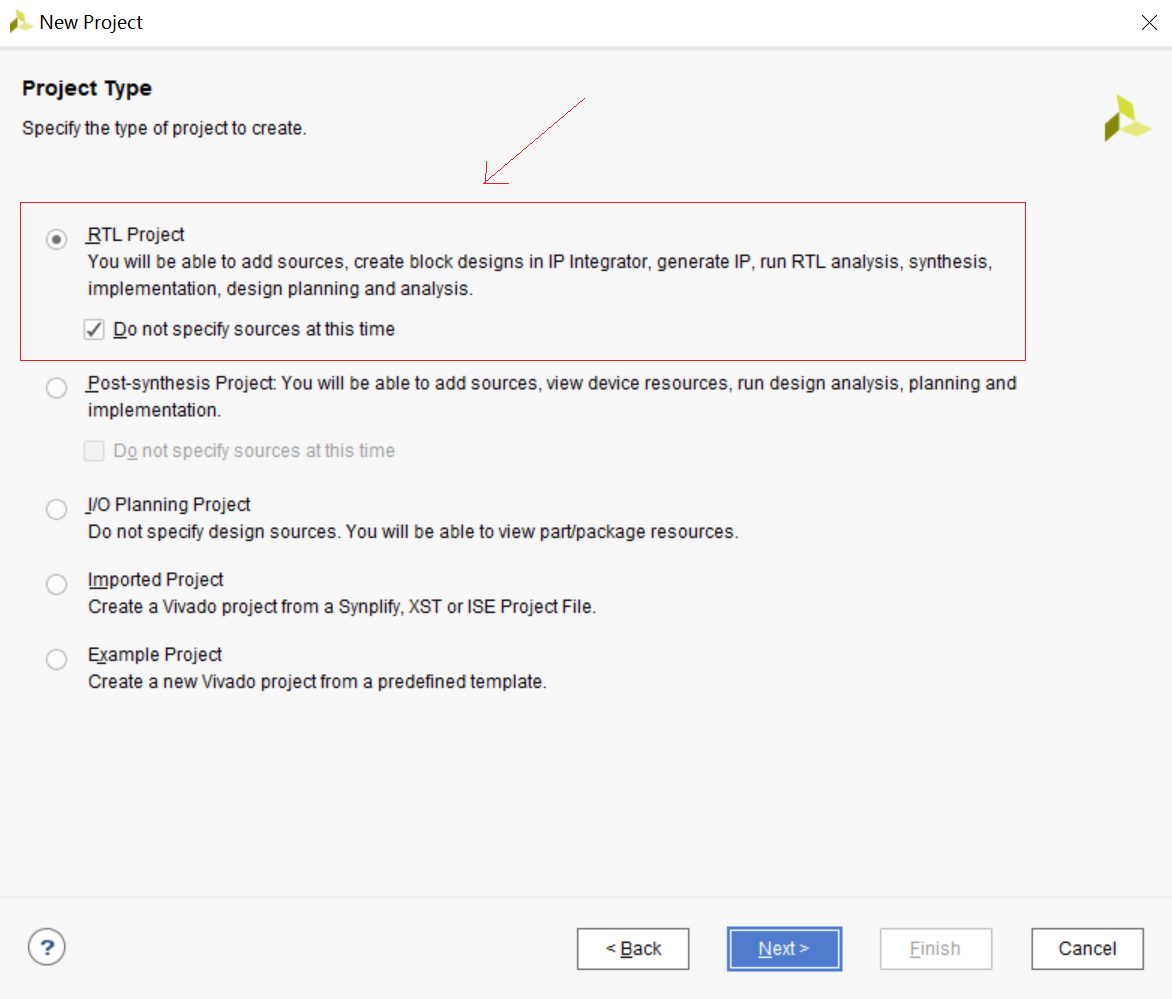 New Project
Project Type
Specify the type of project to create.
RTL Project
You will be able to add sources, create block designs in IP Integrator, generate IP, run RTL analysis, synthesis,
implementation, design planning and analysis.
Do not specify sources at this time
Post-synthesis Project: You will be able to add sources, view device resources, run design analysis, planning and
implementation.
Do not specify sources at this time
I/O Planning Project
Do not specify design sources. You will be able to view part/package resources.
Imported Project
Create a Vivado project from a Synplify, XST or ISE Project File.
Example Project
Create a new Vivado project from a predefined template.
?
< Back
Next >
Finish
Cancel